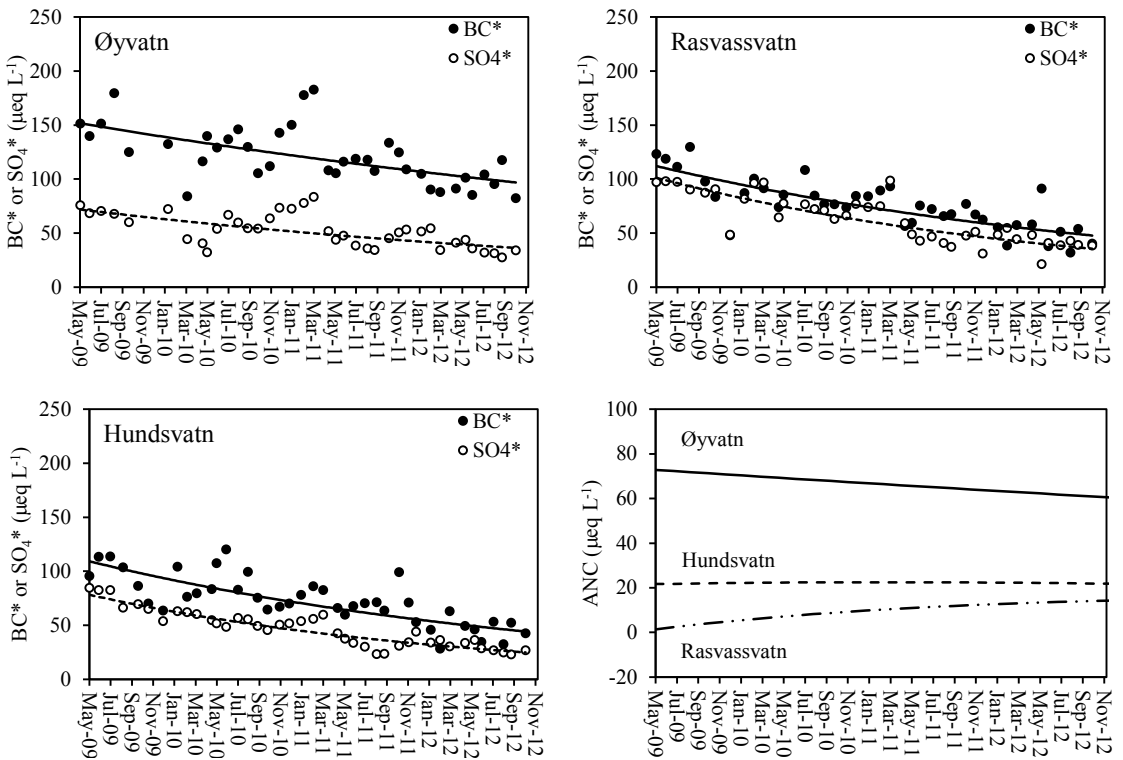 Øyvatn
BC*
SO4*
BC* or SO₄* (µeq L⁻¹)
250
200
150
100
50
0
May-09
Jul-09
Sep-09
Nov-09
Jan-10
Mar-10
May-10
Jul-10
Sep-10
Nov-10
Jan-11
Mar-11
May-11
Jul-11
Sep-11
Nov-11
Jan-12
Mar-12
May-12
Jul-12
Sep-12
Nov-12
Rasvassvatn
BC*
SO4*
BC* or SO₄* (µeq L⁻¹)
250
200
150
100
50
0
May-09
Jul-09
Sep-09
Nov-09
Jan-10
Mar-10
May-10
Jul-10
Sep-10
Nov-10
Jan-11
Mar-11
May-11
Jul-11
Sep-11
Nov-11
Jan-12
Mar-12
May-12
Jul-12
Sep-12
Nov-12
Hundsvatn
BC*
SO4*
BC* or SO₄* (µeq L⁻¹)
250
200
150
100
50
0
May-09
Jul-09
Sep-09
Nov-09
Jan-10
Mar-10
May-10
Jul-10
Sep-10
Nov-10
Jan-11
Mar-11
May-11
Jul-11
Sep-11
Nov-11
Jan-12
Mar-12
May-12
Jul-12
Sep-12
Nov-12
ANC (µeq L⁻¹)
100
80
60
40
20
0
-20
Øyvatn
Hundsvatn
Rasvassvatn
May-09
Jul-09
Sep-09
Nov-09
Jan-10
Mar-10
May-10
Jul-10
Sep-10
Nov-10
Jan-11
Mar-11
May-11
Jul-11
Sep-11
Nov-11
Jan-12
Mar-12
May-12
Jul-12
Sep-12
Nov-12